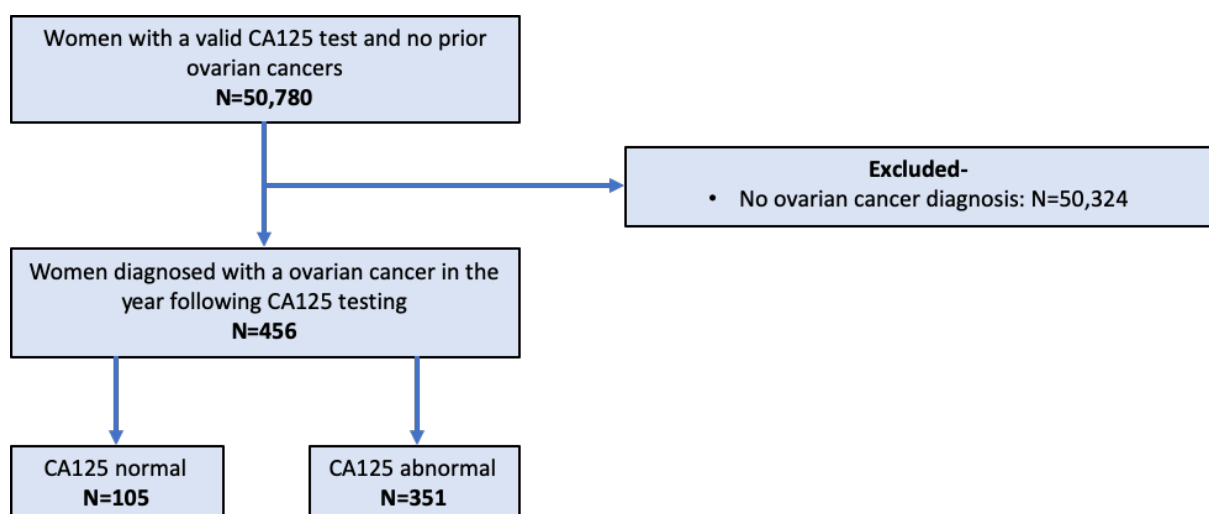 Women with a valid CA125 test and no prior
ovarian cancers
N=50,780
Excluded-
• No ovarian cancer diagnosis: N=50,324
Women diagnosed with a ovarian cancer in the
year following CA125 testing
N=456
CA125 normal
N=105
CA125 abnormal
N=351